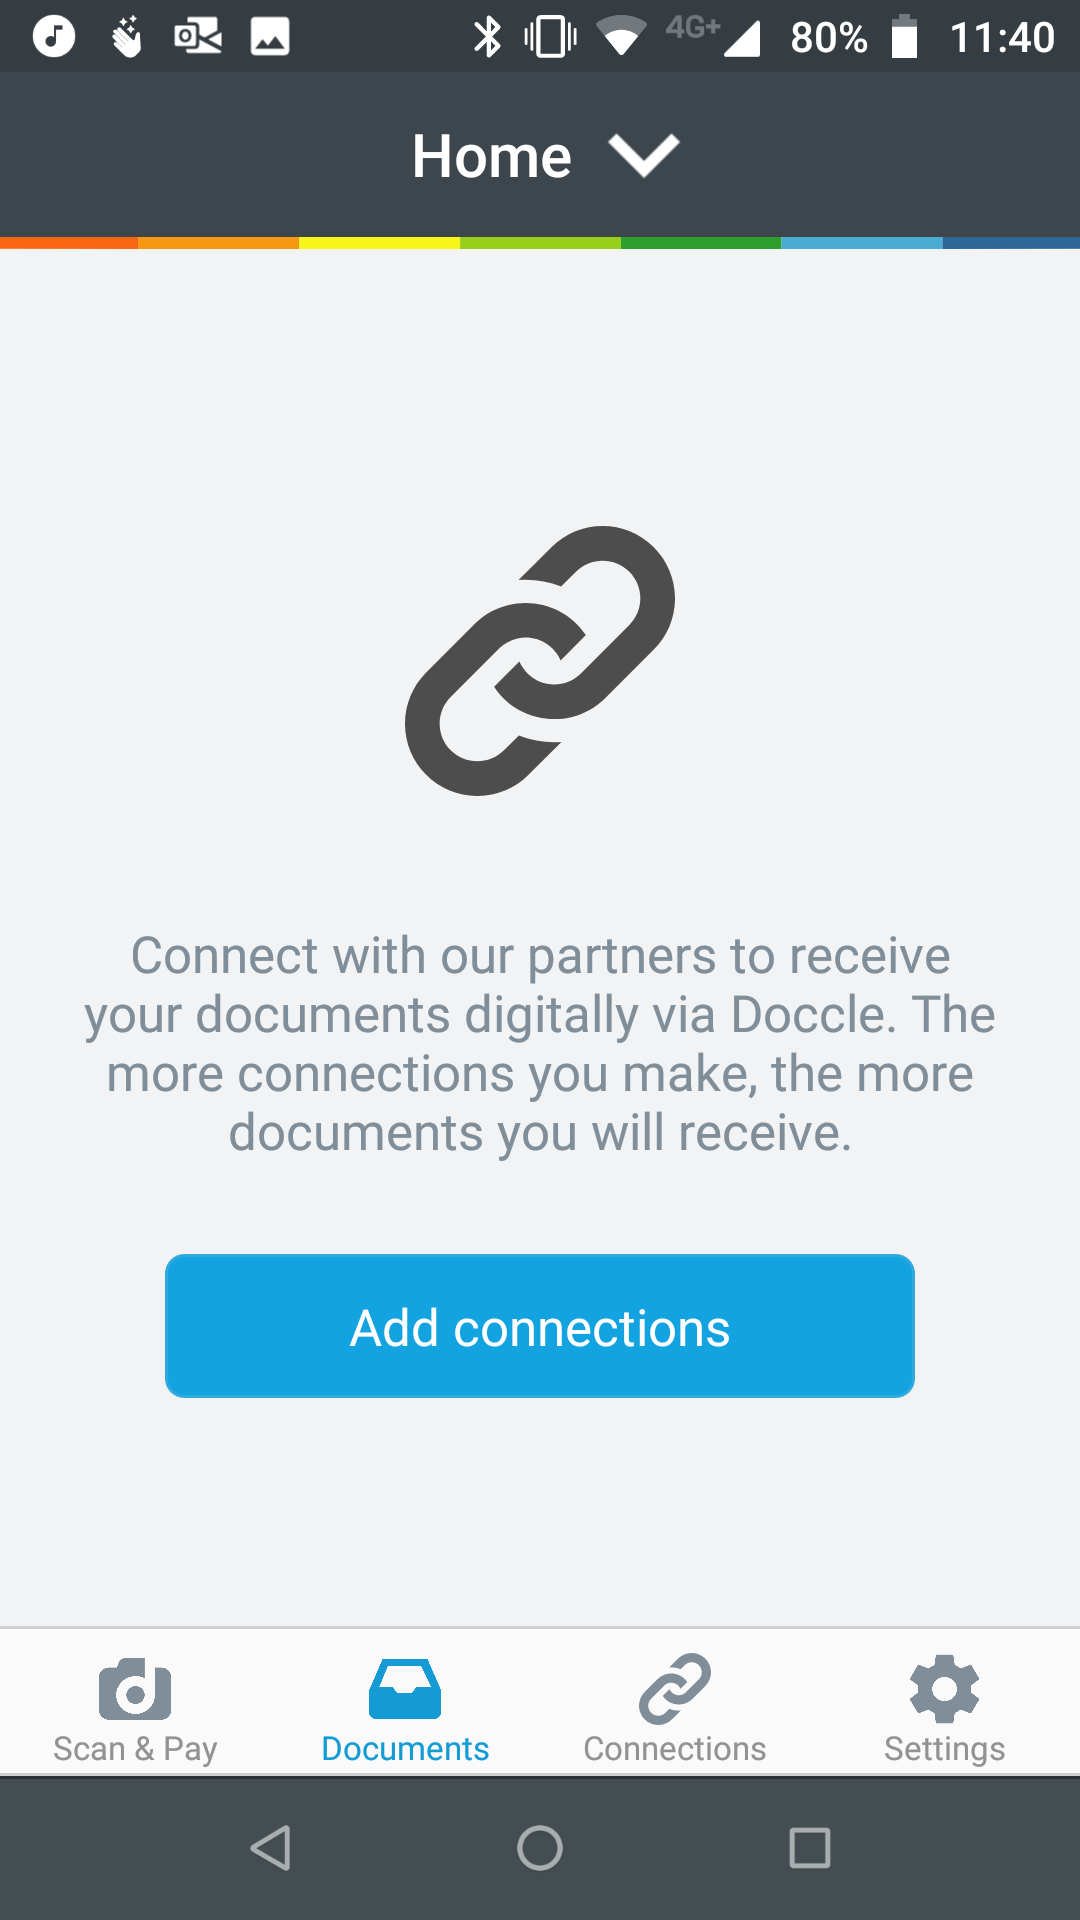 4G+ 80% 11:40
Home
Connect with our partners to receive
your documents digitally via Doccle. The
more connections you make, the more
documents you will receive.
Add connections
Scan & Pay Documents Connections Settings